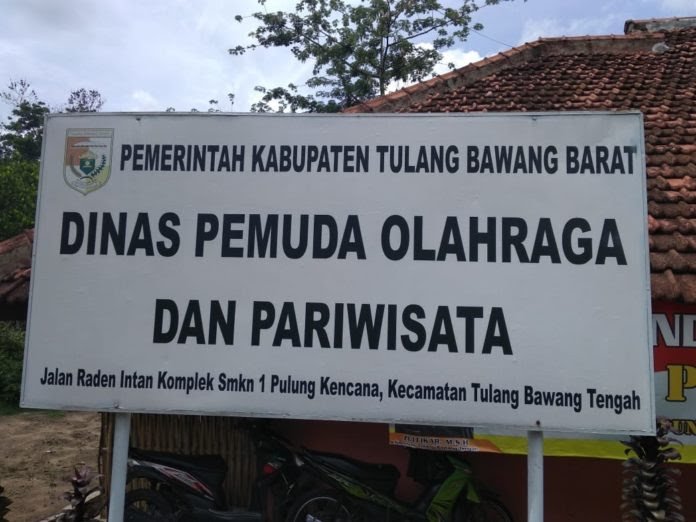 PEMERINTAH KABUPATEN TULANG BAWANG BARAT
DINAS PEMUDA OLAHRAGA
DAN PARIWISATA
Jalan Raden Intan Komplek Smkn 1 Pulung Kencana, Kecamatan Tulang Bawang Tengah